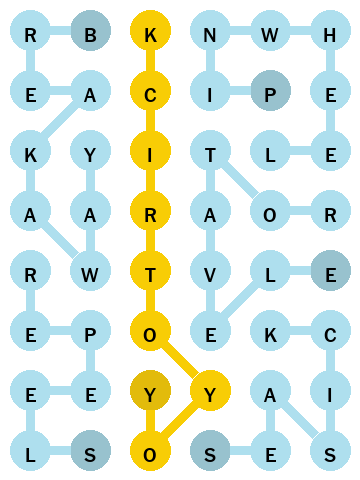 R B K N W H
E A C I P E
K Y I T L E
A A R A O R
R W T V L E
E P O E K C
E E Y Y A I
L S O S E S